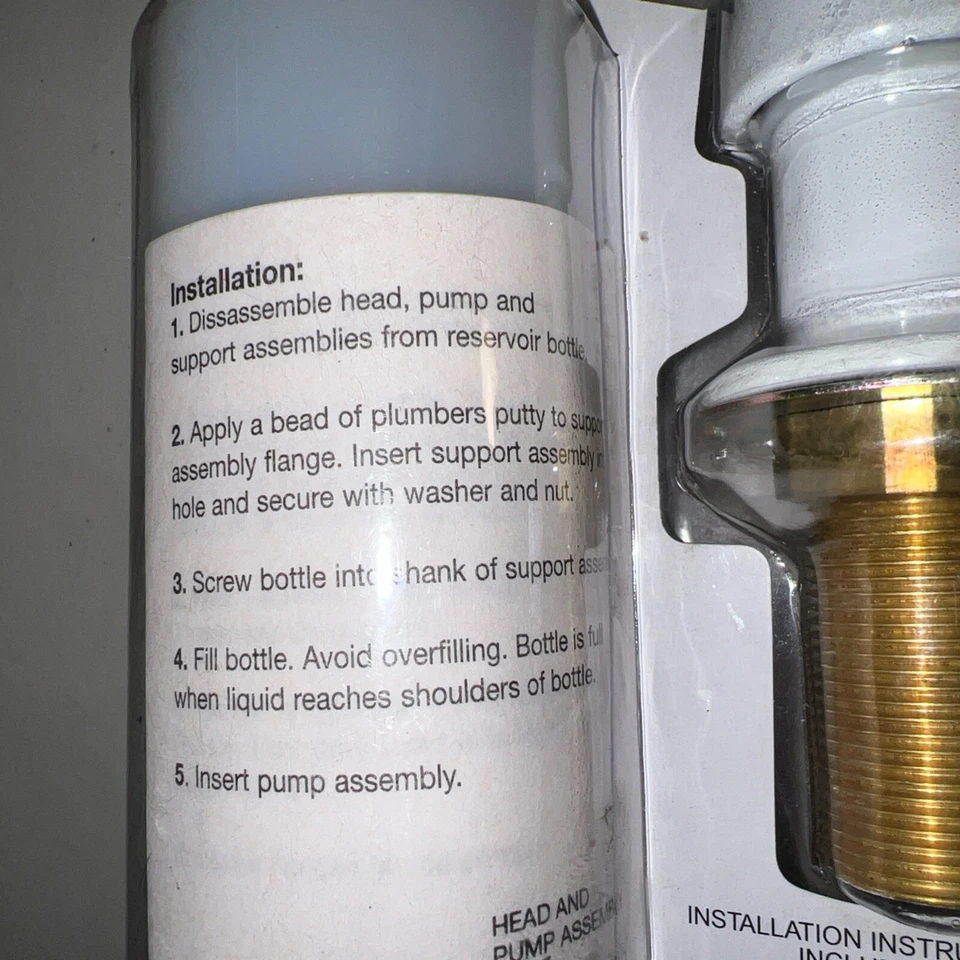 Installation:
1. Dissassemble head, pump and
support assemblies from reservoir bottle.
2. Apply a bead of plumbers putty to
assembly flange. Insert support assembly
hole and secure with washer and nut.
3. Screw bottle into shank of support
4. Fill bottle. Avoid overfilling. Bottle is full
when liquid reaches shoulders of bottle.
5. Insert pump assembly.
HEAD AND
PUMP
INSTALLATION